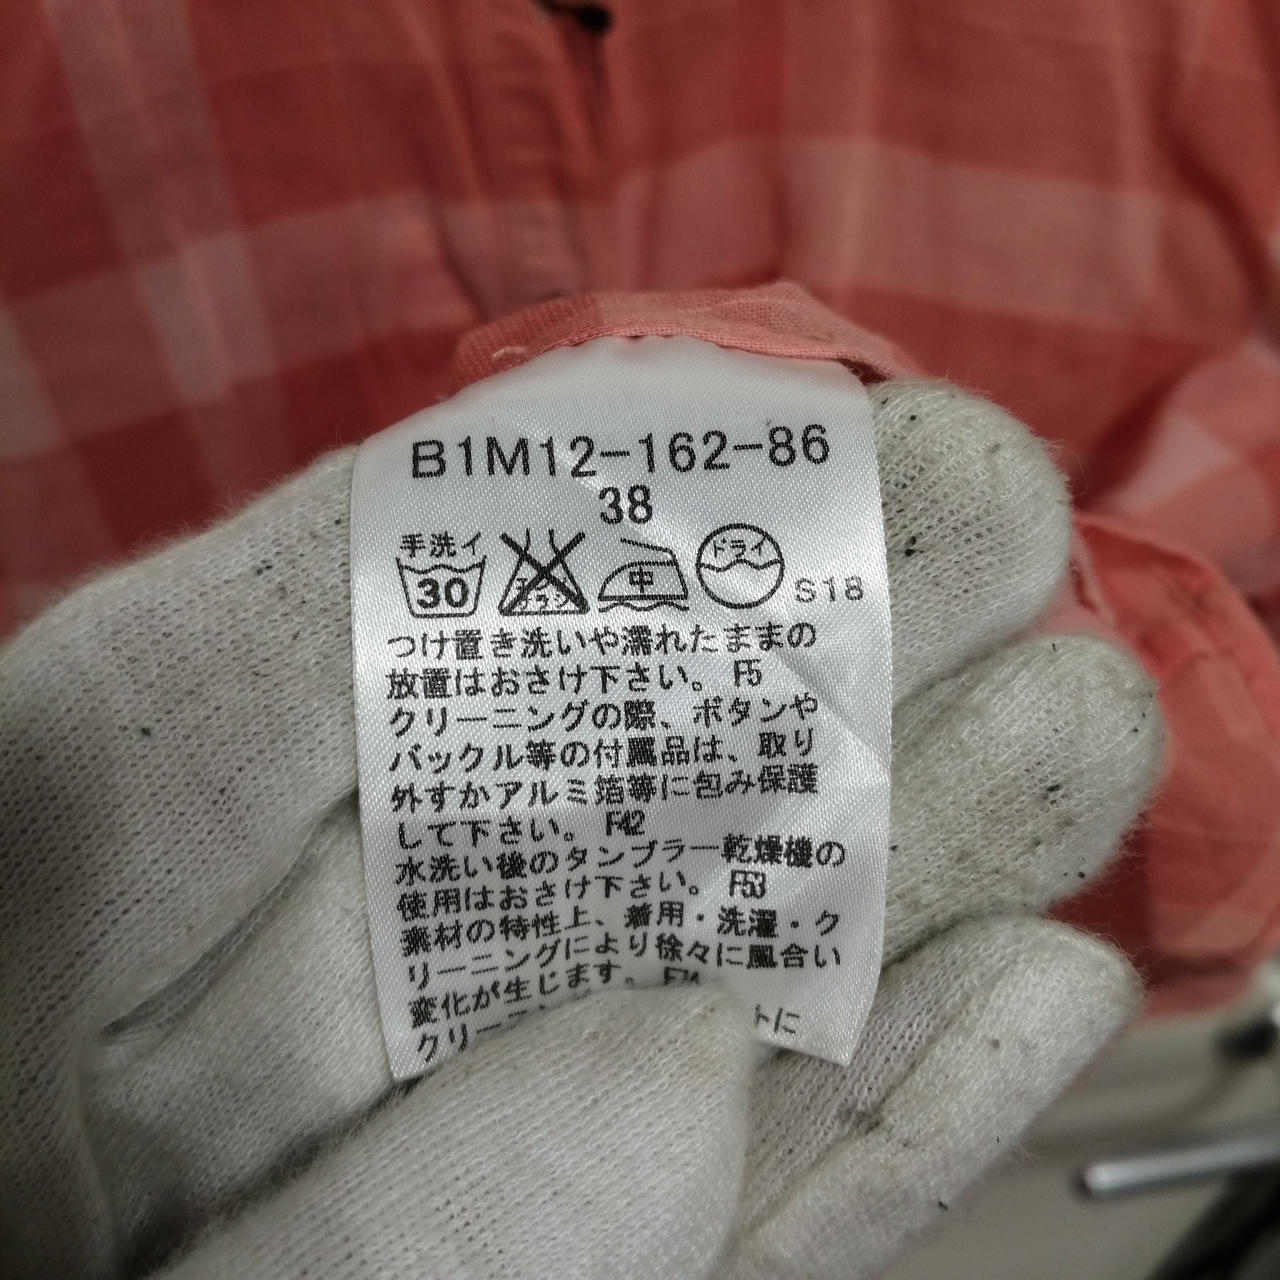 B1M12-162-86
38
手洗イ
30
中
ドライ
S18
つけ置き洗いや濡れたままの
放置はおさけ下さい。 F5
クリーニングの際、ボタンや
バックル等の付属品は、取り
外すかアルミ箔等に包み保護
して下さい。 F42
水洗い後のタンブラー乾燥機の
使用はおさけ下さい。 F53
素材の特性上、着用・洗濯・ク
リーニングにより徐々に風合い
変化が生じます。 F74
クリーニ
トに